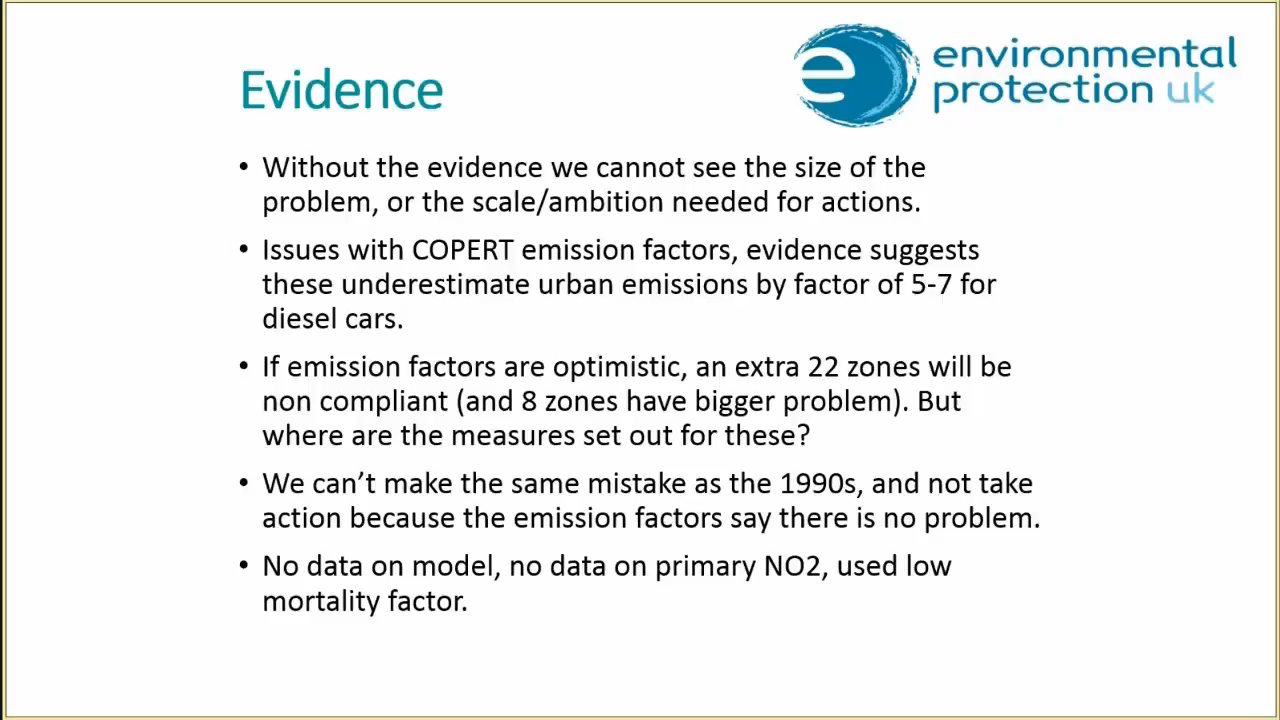 environmental
protection uk
Evidence
• Without the evidence we cannot see the size of the
problem, or the scale/ambition needed for actions.
• Issues with COPERT emission factors, evidence suggests
these underestimate urban emissions by factor of 5-7 for
diesel cars.
• If emission factors are optimistic, an extra 22 zones will be
non compliant (and 8 zones have bigger problem). But
where are the measures set out for these?
• We can’t make the same mistake as the 1990s, and not take
action because the emission factors say there is no problem.
• No data on model, no data on primary NO2, used low
mortality factor.